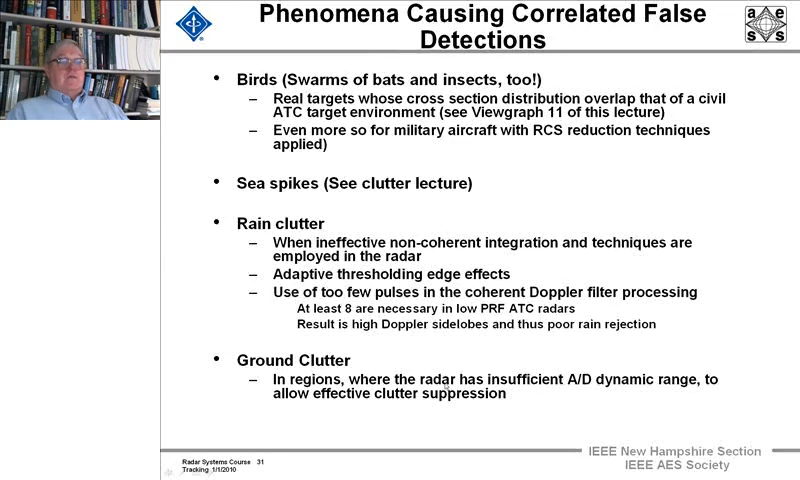 Phenomena Causing Correlated False
Detections
a e
s s
• Birds (Swarms of bats and insects, too!)
– Real targets whose cross section distribution overlap that of a civil
ATC target environment (see Viewgraph 11 of this lecture)
– Even more so for military aircraft with RCS reduction techniques
applied)
• Sea spikes (See clutter lecture)
• Rain clutter
– When ineffective non-coherent integration and techniques are
employed in the radar
– Adaptive thresholding edge effects
– Use of too few pulses in the coherent Doppler filter processing
At least 8 are necessary in low PRF ATC radars
Result is high Doppler sidelobes and thus poor rain rejection
• Ground Clutter
– In regions, where the radar has insufficient A/D dynamic range, to
allow effective clutter suppression
Radar Systems Course 31
Tracking 1/1/2010
IEEE New Hampshire Section
IEEE AES Society